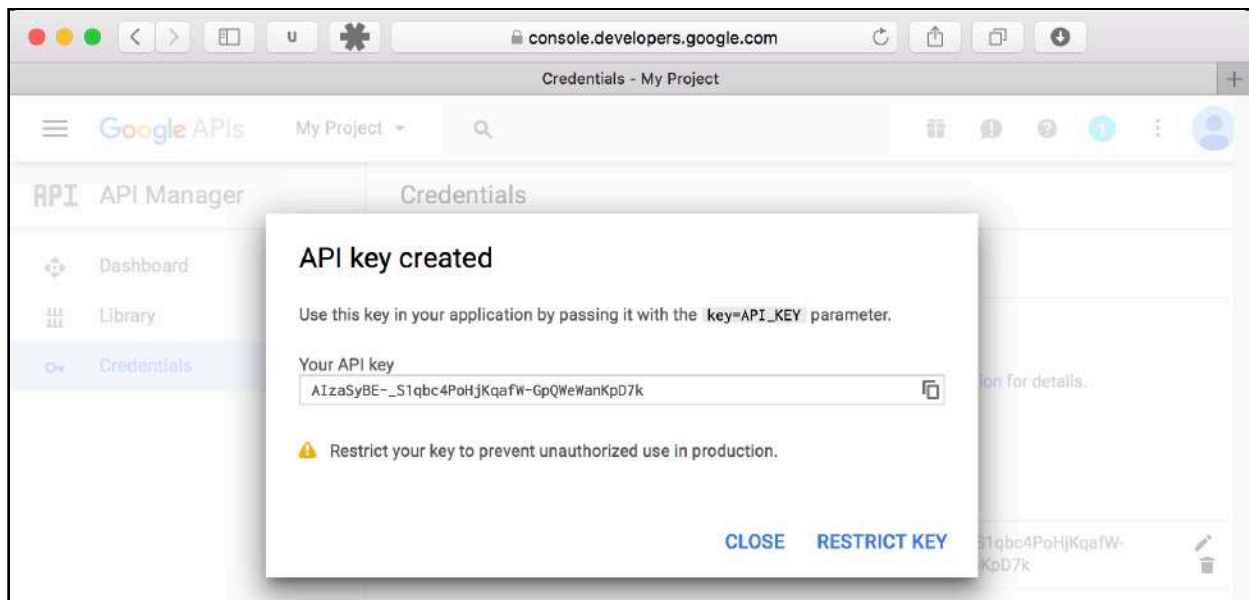 U
console.developers.google.com
Credentials - My Project
Google APIs
My Project
1
API
API Manager
Credentials
Dashboard
Library
Credentials
API key created
Use this key in your application by passing it with the key=API_KEY parameter.
Your API key
AIzaSyBE-_S1qbc4PoHjKqafW-GpQWeWanKpD7k
ion for details.
Restrict your key to prevent unauthorized use in production.
CLOSE
RESTRICT KEY
S1qbc4PoHjKqafW-
KpD7k